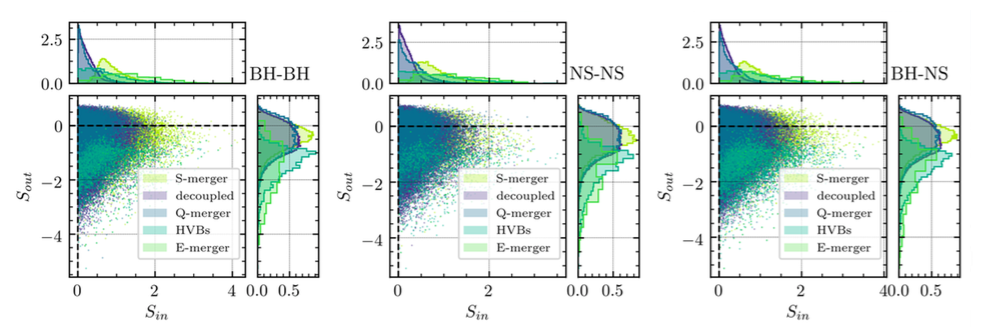 2.5
0.0
BH-BH
0
−2
−4
S_out
S-merger
decoupled
Q-merger
HVBs
E-merger
0
2
4
0.0
0.5
S_in
2.5
0.0
NS-NS
0
−2
−4
S_out
S-merger
decoupled
Q-merger
HVBs
E-merger
0
2
0.0
0.5
S_in
2.5
0.0
BH-NS
0
−2
−4
S_out
S-merger
decoupled
Q-merger
HVBs
E-merger
0
2
4
0.0
0.5
S_in